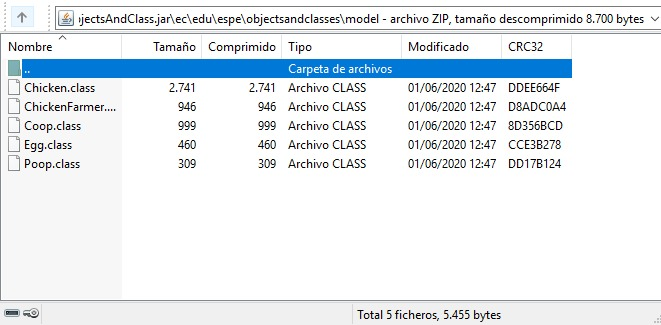 ıjectsAndClass.jar\ec\edu\espe\objectsandclasses\model - archivo ZIP, tamaño descomprimido 8.700 bytes
Nombre Tamaño Comprimido Tipo Modificado CRC32
.. Carpeta de archivos
Chicken.class 2.741 2.741 Archivo CLASS 01/06/2020 12:47 DDEE664F
ChickenFarmer.... 946 946 Archivo CLASS 01/06/2020 12:47 D8ADC0A4
Coop.class 999 999 Archivo CLASS 01/06/2020 12:47 8D356BCD
Egg.class 460 460 Archivo CLASS 01/06/2020 12:47 CCE3B278
Poop.class 309 309 Archivo CLASS 01/06/2020 12:47 DD17B124
Total 5 ficheros, 5.455 bytes